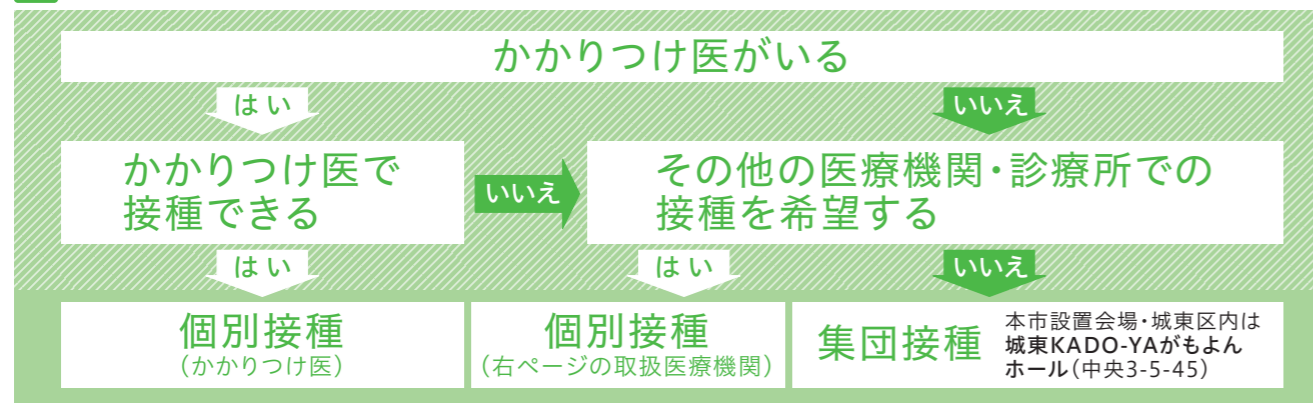 かかりつけ医がいる
はい
いいえ
かかりつけ医で
接種できる
いいえ
その他の医療機関・診療所での
接種を希望する
はい
はい
いいえ
個別接種
(かかりつけ医)
個別接種
(右ページの取扱医療機関)
集団接種
本市設置会場・城東区内は
城東KADO-YAがもよん
ホール(中央3-5-45)